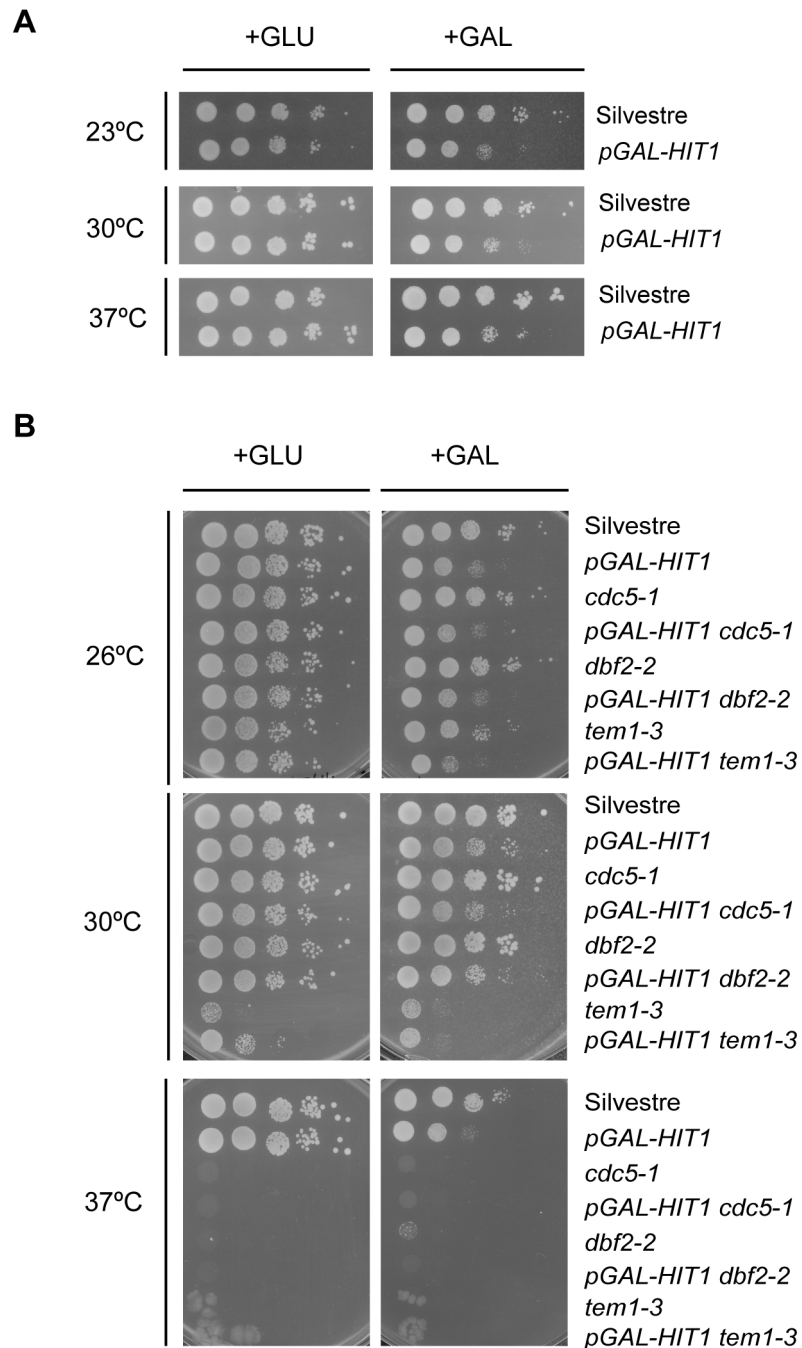 A
+GLU +GAL
23ºC
Silvestre
pGAL-HIT1
30ºC
Silvestre
pGAL-HIT1
37ºC
Silvestre
pGAL-HIT1
B
+GLU +GAL
26ºC
Silvestre
pGAL-HIT1
cdc5-1
pGAL-HIT1 cdc5-1
dbf2-2
pGAL-HIT1 dbf2-2
tem1-3
pGAL-HIT1 tem1-3
30ºC
Silvestre
pGAL-HIT1
cdc5-1
pGAL-HIT1 cdc5-1
dbf2-2
pGAL-HIT1 dbf2-2
tem1-3
pGAL-HIT1 tem1-3
37ºC
Silvestre
pGAL-HIT1
cdc5-1
pGAL-HIT1 cdc5-1
dbf2-2
pGAL-HIT1 dbf2-2
tem1-3
pGAL-HIT1 tem1-3